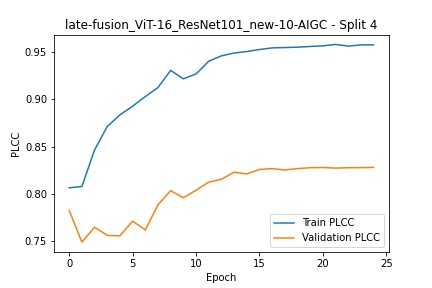 late-fusion_ViT-16_ResNet101_new-10-AIGC - Split 4
PLCC
0.95
0.90
0.85
0.80
0.75
Train PLCC
Validation PLCC
0
5
10
15
20
25
Epoch